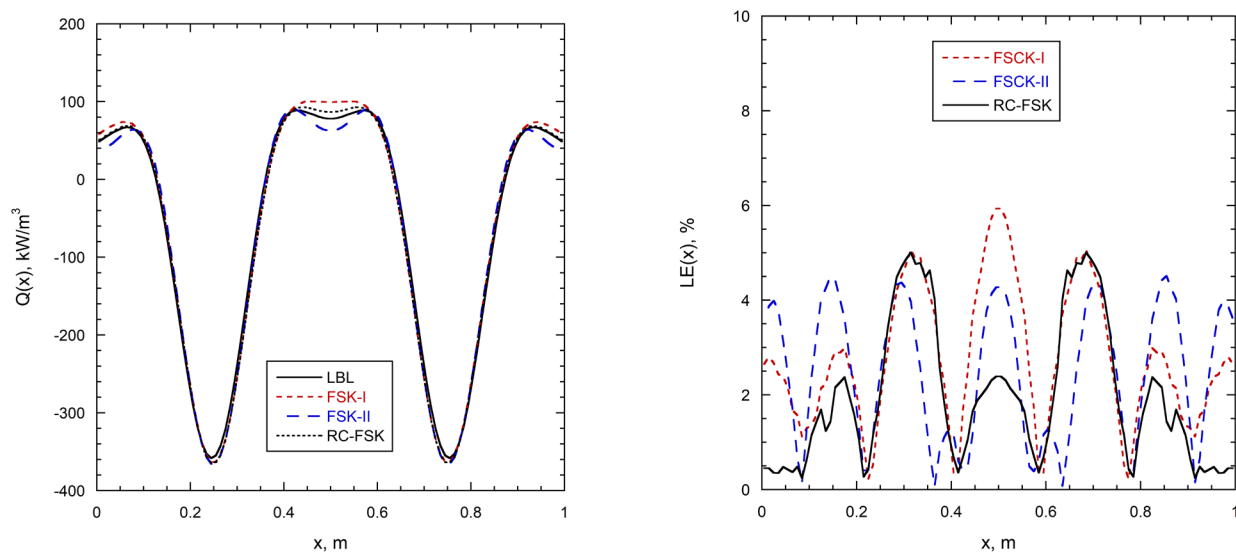 200
100
0
-100
-200
-300
-400
Q(x), kW/m³
LBL
FSK-I
FSK-II
RC-FSK
0 0.2 0.4 0.6 0.8 1
x, m
10
8
6
4
2
0
LE(x), %
FSCK-I
FSCK-II
RC-FSK
0 0.2 0.4 0.6 0.8 1
x, m